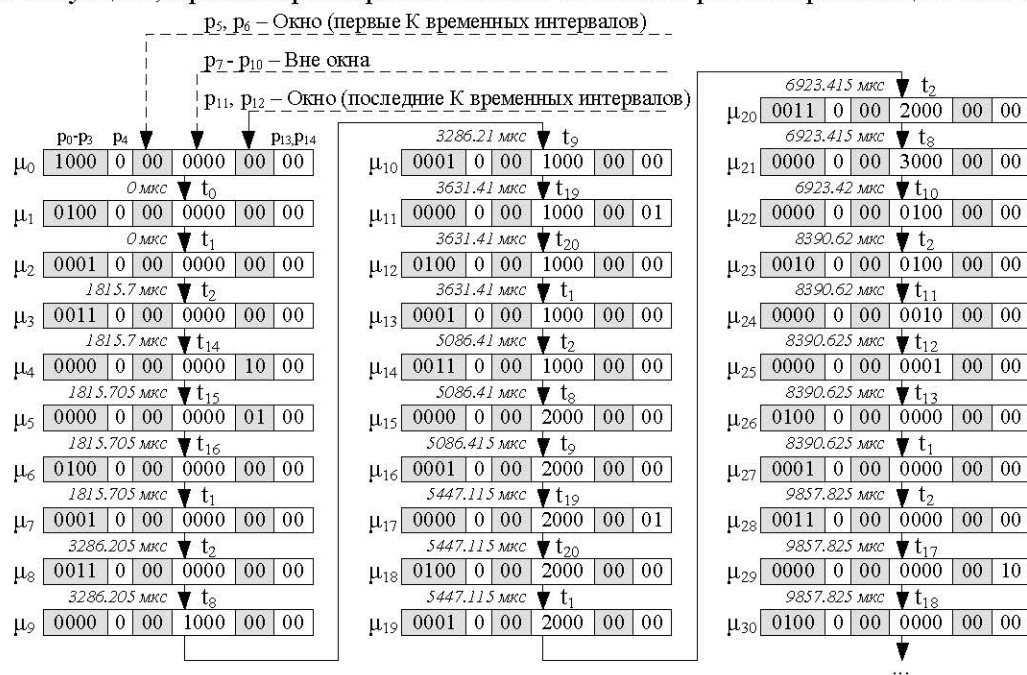 p₅, p₆ – Окно (первые К временных интервалов)
p₇ - p₁₀ – Вне окна
p₁₁, p₁₂ – Окно (последние К временных интервалов)
p₀-p₃ p₄ p₁₃,p₁₄
μ₀ 1000 0 00 0000 00 00
0 мкс t₀
μ₁ 0100 0 00 0000 00 00
0 мкс t₁
μ₂ 0001 0 00 0000 00 00
1815.7 мкс t₂
μ₃ 0011 0 00 0000 00 00
1815.7 мкс t₁₄
μ₄ 0000 0 00 0000 10 00
1815.705 мкс t₁₅
μ₅ 0000 0 00 0000 01 00
1815.705 мкс t₁₆
μ₆ 0100 0 00 0000 00 00
1815.705 мкс t₁
μ₇ 0001 0 00 0000 00 00
3286.205 мкс t₂
μ₈ 0011 0 00 0000 00 00
3286.205 мкс t₈
μ₉ 0000 0 00 1000 00 00
3286.21 мкс t₉
μ₁₀ 0001 0 00 1000 00 00
3631.41 мкс t₁₉
μ₁₁ 0000 0 00 1000 00 01
3631.41 мкс t₂₀
μ₁₂ 0100 0 00 1000 00 00
3631.41 мкс t₁
μ₁₃ 0001 0 00 1000 00 00
5086.41 мкс t₂
μ₁₄ 0011 0 00 1000 00 00
5086.41 мкс t₈
μ₁₅ 0000 0 00 2000 00 00
5086.415 мкс t₉
μ₁₆ 0001 0 00 2000 00 00
5447.115 мкс t₁₉
μ₁₇ 0000 0 00 2000 00 01
5447.115 мкс t₂₀
μ₁₈ 0100 0 00 2000 00 00
5447.115 мкс t₁
μ₁₉ 0001 0 00 2000 00 00
6923.415 мкс t₂
μ₂₀ 0011 0 00 2000 00 00
6923.415 мкс t₈
μ₂₁ 0000 0 00 3000 00 00
6923.42 мкс t₁₀
μ₂₂ 0000 0 00 0100 00 00
8390.62 мкс t₂
μ₂₃ 0010 0 00 0100 00 00
8390.62 мкс t₁₁
μ₂₄ 0000 0 00 0010 00 00
8390.625 мкс t₁₂
μ₂₅ 0000 0 00 0001 00 00
8390.625 мкс t₁₃
μ₂₆ 0100 0 00 0000 00 00
8390.625 мкс t₁
μ₂₇ 0001 0 00 0000 00 00
9857.825 мкс t₂
μ₂₈ 0011 0 00 0000 00 00
9857.825 мкс t₁₇
μ₂₉ 0000 0 00 0000 00 10
9857.825 мкс t₁₈
μ₃₀ 0100 0 00 0000 00 00
...